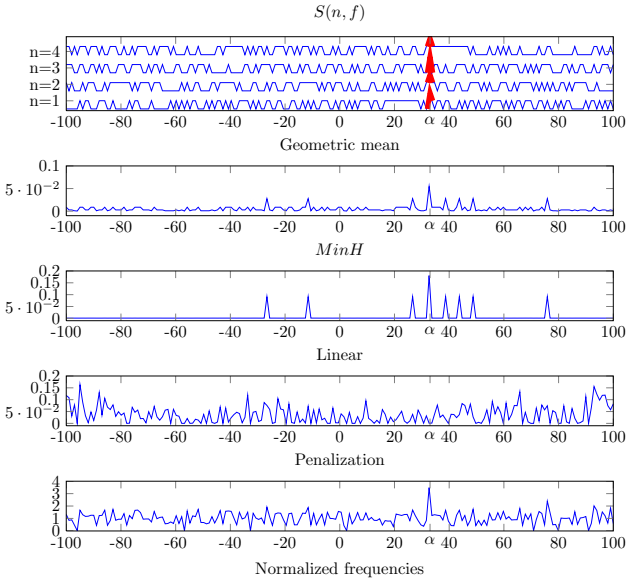 S(n, f)
n=4
n=3
n=2
n=1
-100 -80 -60 -40 -20 0 20 α 40 60 80 100
Geometric mean
0.1
5 · 10⁻²
0
-100 -80 -60 -40 -20 0 20 α 40 60 80 100
MinH
0.2
0.15
0.1
5 · 10⁻²
0
-100 -80 -60 -40 -20 0 20 α 40 60 80 100
Linear
0.2
0.15
0.1
5 · 10⁻²
0
-100 -80 -60 -40 -20 0 20 α 40 60 80 100
Penalization
4
3
2
1
0
-100 -80 -60 -40 -20 0 20 α 40 60 80 100
Normalized frequencies